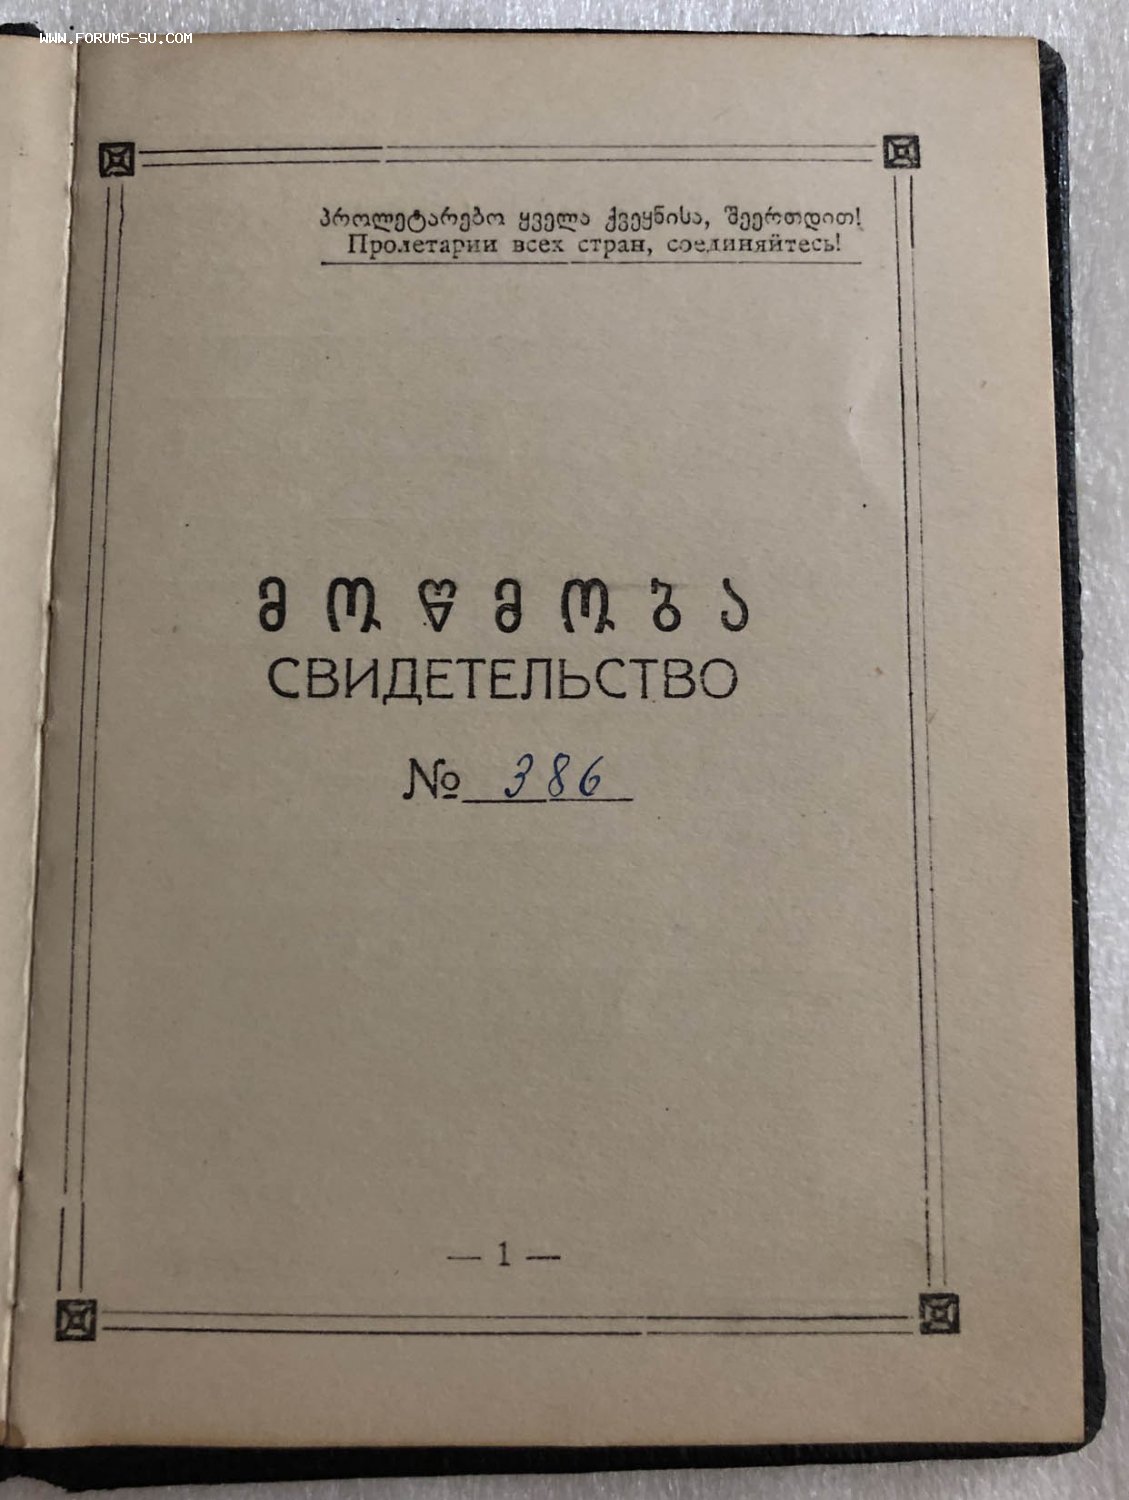 www.forums-su.com
პროლეტარებო ყველა ქვეყნისა, შეერთდით!
Пролетарии всех стран, соединяйтесь!
მოწმობა
СВИДЕТЕЛЬСТВО
№ 386
— 1 —